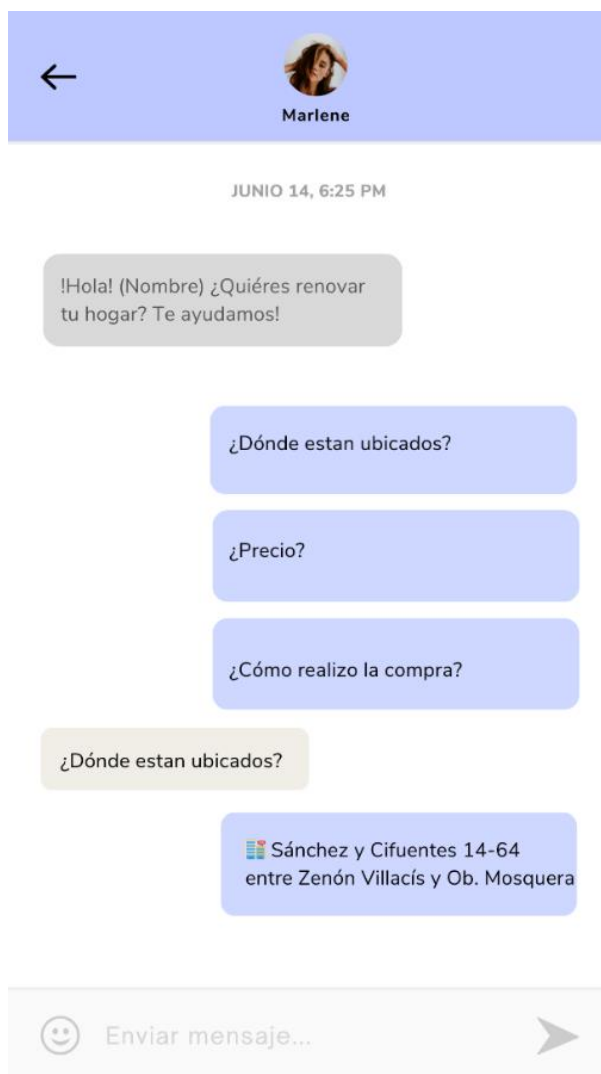 Marlene
JUNIO 14, 6:25 PM
!Hola! (Nombre) ¿Quiéres renovar
tu hogar? Te ayudamos!
¿Dónde estan ubicados?
¿Precio?
¿Cómo realizo la compra?
¿Dónde estan ubicados?
Sánchez y Cifuentes 14-64
entre Zenón Villacís y Ob. Mosquera
Enviar mensaje...